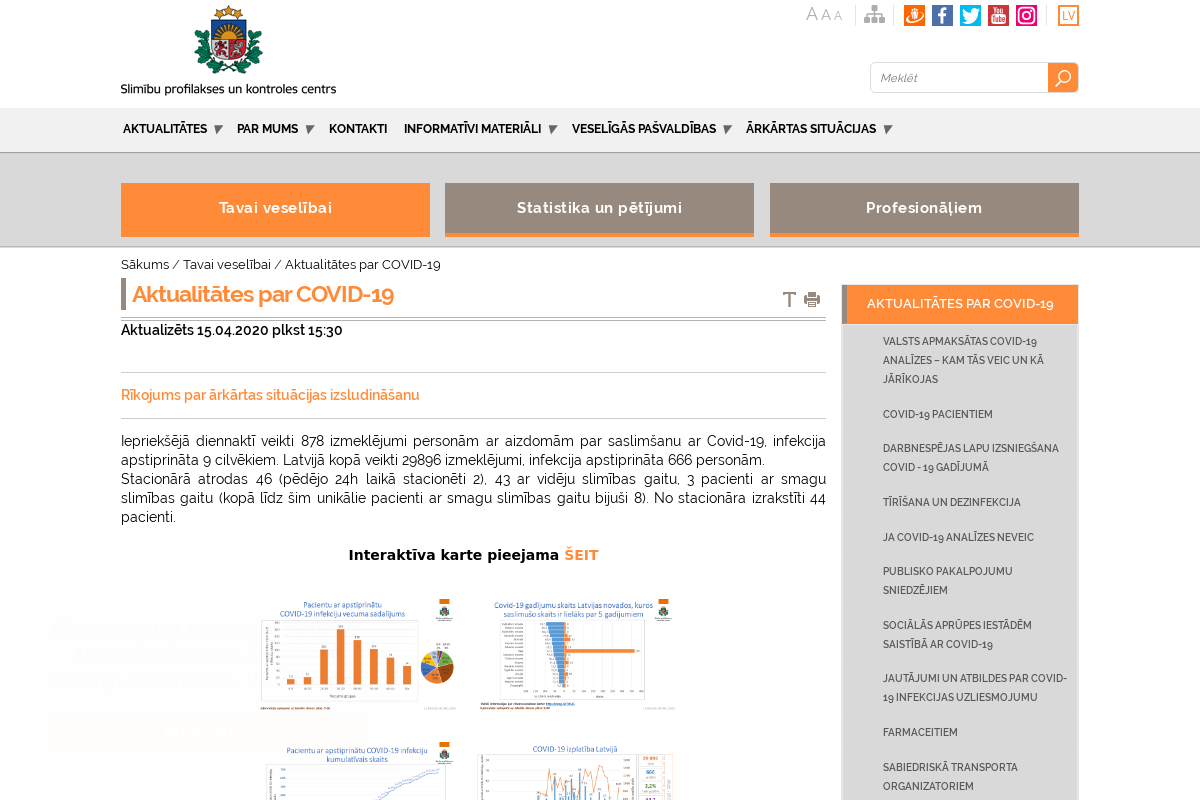 A A A
LV
Slimību profilakses un kontroles centrs
Meklēt
AKTUALITĀTES PAR MUMS KONTAKTI INFORMATĪVI MATERIĀLI VESELĪGĀS PAŠVALDĪBAS ĀRKĀRTAS SITUĀCIJAS
Tavai veselībai
Statistika un pētījumi
Profesionāļiem
Sākums / Tavai veselībai / Aktualitātes par COVID-19
Aktualitātes par COVID-19
Aktualizēts 15.04.2020 plkst 15:30
Rīkojums par ārkārtas situācijas izsludināšanu
Iepriekšējā diennaktī veikti 878 izmeklējumi personām ar aizdomām par saslimšanu ar Covid-19, infekcija
apstiprināta 9 cilvēkiem. Latvijā kopā veikti 29896 izmeklējumi, infekcija apstiprināta 666 personām.
Stacionārā atrodas 46 (pēdējo 24h laikā stacionēti 2), 43 ar vidēju slimības gaitu, 3 pacienti ar smagu
slimības gaitu (kopā līdz šim unikālie pacienti ar smagu slimības gaitu bijuši 8). No stacionāra izrakstīti 44
pacienti.
Interaktīva karte pieejama ŠEIT
Pacientu ar apstiprinātu
COVID-19 infekciju vecuma sadalījums
Covid-19 gadījumu skaits Latvijas novados, kuros
saslimušo skaits ir lielāks par 5 gadījumiem
Pacientu ar apstiprinātu COVID-19 infekciju
kumulatīvais skaits
COVID-19 izplatība Latvijā
AKTUALITĀTES PAR COVID-19
VALSTS APMAKSĀTAS COVID-19
ANALĪZES – KAM TĀS VEIC UN KĀ
JĀRĪKOJAS
COVID-19 PACIENTIEM
DARBNESPĒJAS LAPU IZSNIEGŠANA
COVID - 19 GADĪJUMĀ
TĪRĪŠANA UN DEZINFEKCIJA
JA COVID-19 ANALĪZES NEVEIC
PUBLISKO PAKALPOJUMU
SNIEDZĒJIEM
SOCIĀLĀS APRŪPES IESTĀDĒM
SAISTĪBĀ AR COVID-19
JAUTĀJUMI UN ATBILDES PAR COVID-
19 INFEKCIJAS UZLIESMOJUMU
FARMACEITIEM
SABIEDRISKĀ TRANSPORTA
ORGANIZATORIEM